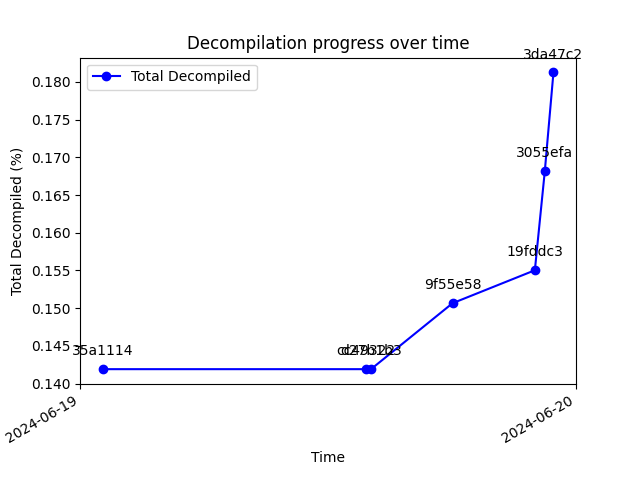 Decompilation progress over time
3da47c2
Total Decompiled
0.180
0.175
0.170
0.165
0.160
0.155
0.150
0.145
0.140
3055efa
19fddc3
9f55e58
35a1114
Total Decompiled (%)
2024-06-19
2024-06-20
Time